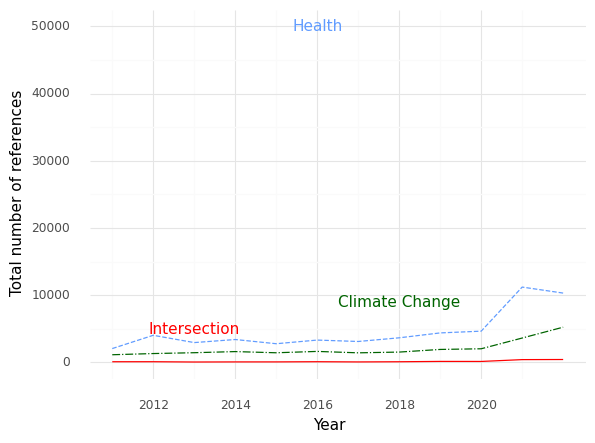 Total number of references
50000
40000
30000
20000
10000
0
Health
Climate Change
Intersection
2012 2014 2016 2018 2020
Year